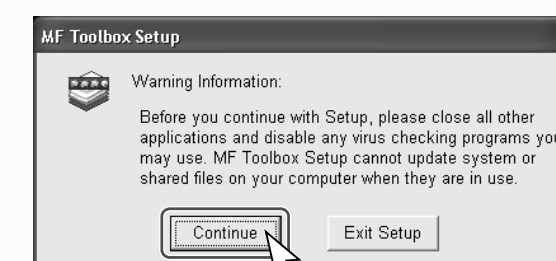 MF Toolbox Setup
Warning Information:
Before you continue with Setup, please close all other
applications and disable any virus checking programs you
may use. MF Toolbox Setup cannot update system or
shared files on your computer when they are in use.
Continue
Exit Setup